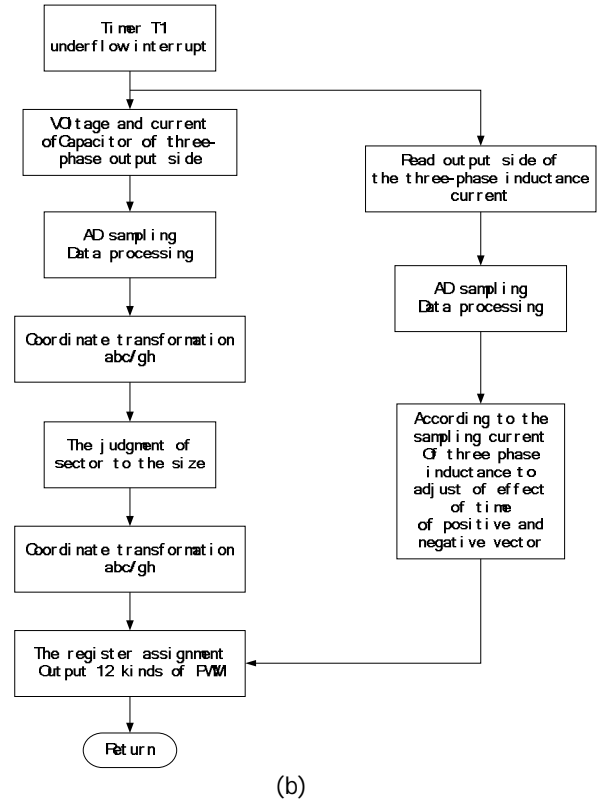 Timer T1
underflow interrupt
VOltage and current
of Capacitor of three-
phase output side
AD sampling
Data processing
Coordinate transformation
abc/gh
The judgment of
sector to the size
Coordinate transformation
abc/gh
The register assignment
Output 12 kinds of PWM
Return
Read output side of
the three-phase inductance
current
AD sampling
Data processing
According to the
sampling current
Of three phase
inductance to
adjust of effect
of time
of positive and
negative vector
(b)